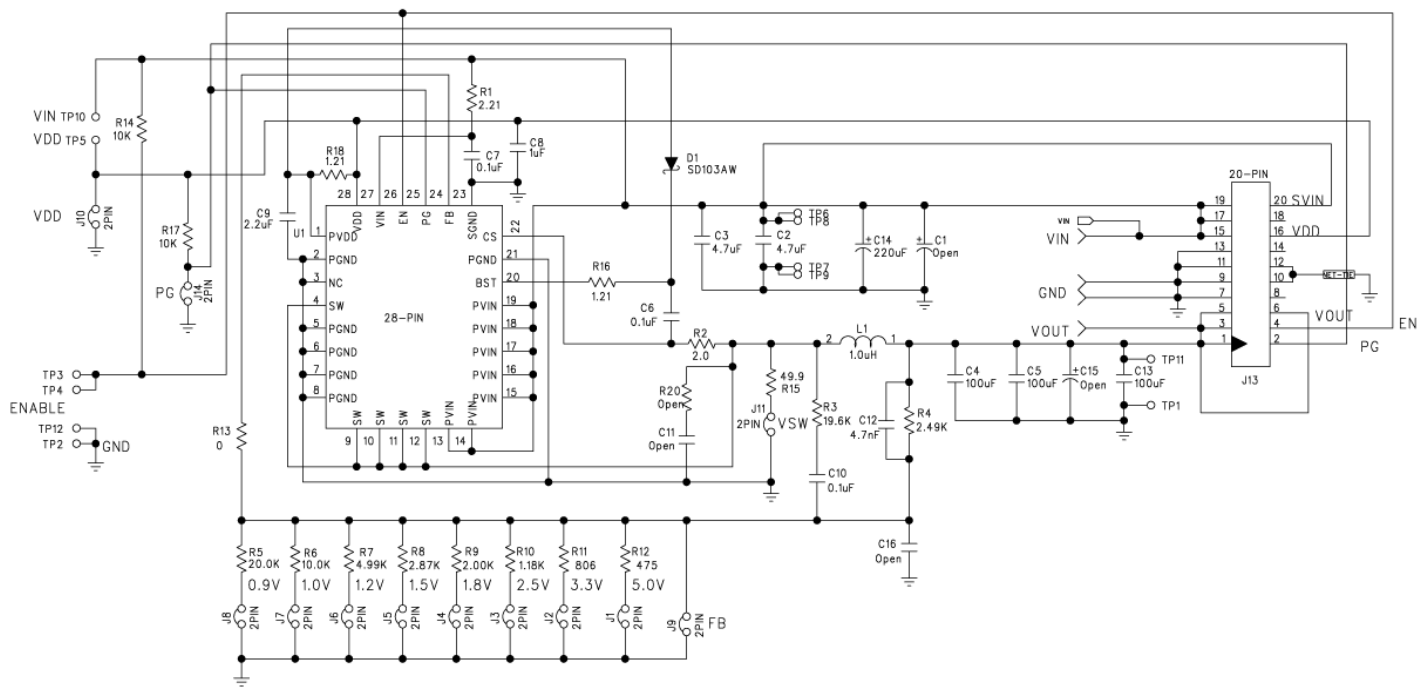 VIN TP10
VDD TP5
R14
10K
VDD
J10
2PIN
R17
10K
PG
J14
2PIN
TP3
TP4
ENABLE
TP12
TP2
GND
R13
0
R18
1.21
C9
2.2uF
R1
2.21
C7
0.1uF
C8
1uF
D1
SD103AW
U1
28-PIN
28 27 26 25 24 23
VDD VIN EN PG FB SGND
1 PVDD
2 PGND
3 NC
4 SW
5 PGND
6 PGND
7 PGND
8 PGND
SW SW SW SW PVIN PVIN
9 10 11 12 13 14
CS 22
PGND 21
BST 20
PVIN 19
PVIN 18
PVIN 17
PVIN 16
PVIN 15
R16
1.21
C6
0.1uF
R2
2.0
C3
4.7uF
C2
4.7uF
TP6
TP8
TP7
TP9
C14
220uF
C1
Open
R20
Open
C11
Open
49.9
R15
J11
2PIN
VSW
R3
19.6K
C10
0.1uF
2 L1 1
1.0uH
C12
4.7nF
R4
2.49K
C16
Open
C4
100uF
C5
100uF
C15
Open
C13
100uF
TP11
TP1
VIN
VIN
GND
VOUT
20-PIN
19 20 SVIN
17 18
15 16 VDD
13 14
11 12
9 10
7 8
5 6 VOUT
3 4 EN
1 2 PG
J13
NET-TIE
R5
20.0K
0.9V
J8
2PIN
R6
10.0K
1.0V
J7
2PIN
R7
4.99K
1.2V
J6
2PIN
R8
2.87K
1.5V
J5
2PIN
R9
2.00K
1.8V
J4
2PIN
R10
1.18K
2.5V
J3
2PIN
R11
806
3.3V
J2
2PIN
R12
475
5.0V
J1
2PIN
J9
2PIN
FB